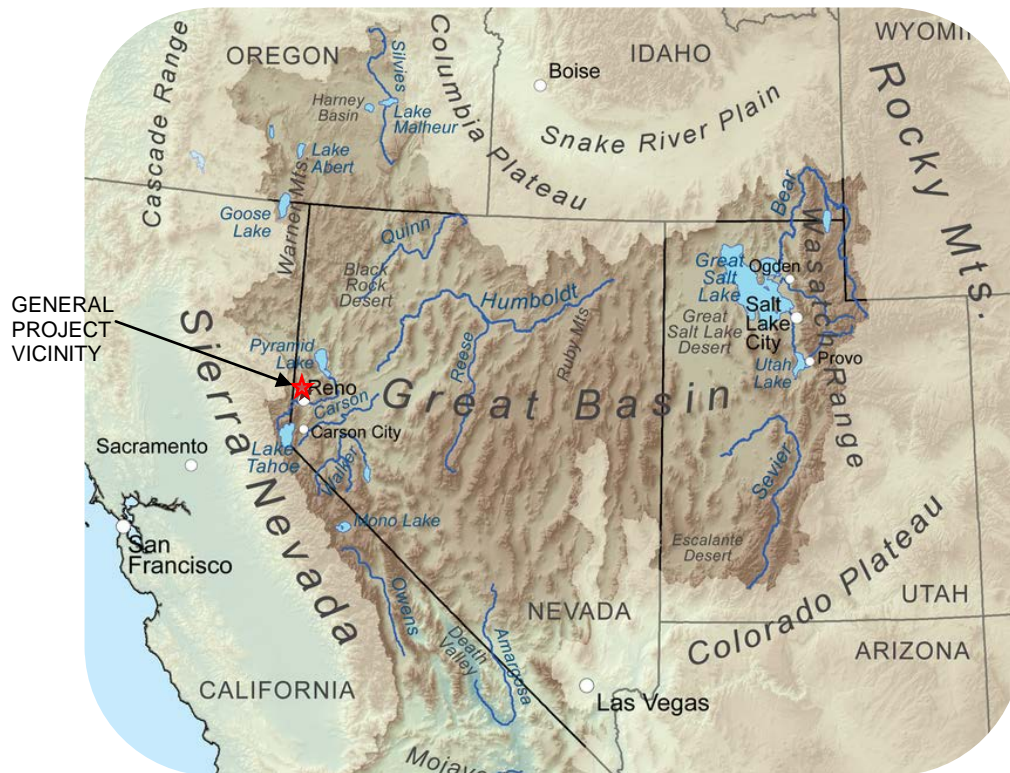 OREGON
IDAHO
WYOMIN
Cascade Range
Silvies
Columbia Plateau
Boise
Rocky Mts.
Harney
Basin
Lake
Malheur
Snake River Plain
Lake
Abert
Warner Mts.
Goose
Lake
Quinn
Bear
Wasatch Range
Black
Rock
Desert
Great
Salt
Lake
Ogden
Humboldt
GENERAL
PROJECT
VICINITY
Salt
Lake
City
Great
Salt Lake
Desert
Sierra Nevada
Pyramid
Lake
Reese
Ruby Mts
Utah
Lake
Provo
Reno
Carson
Great Basin
Carson City
Lake
Tahoe
Walker
Sacramento
Sevier
Mono Lake
San
Francisco
Escalante
Desert
Colorado Plateau
Owens
NEVADA
UTAH
Death
Valley
Amargosa
ARIZONA
CALIFORNIA
Las Vegas
Mojave